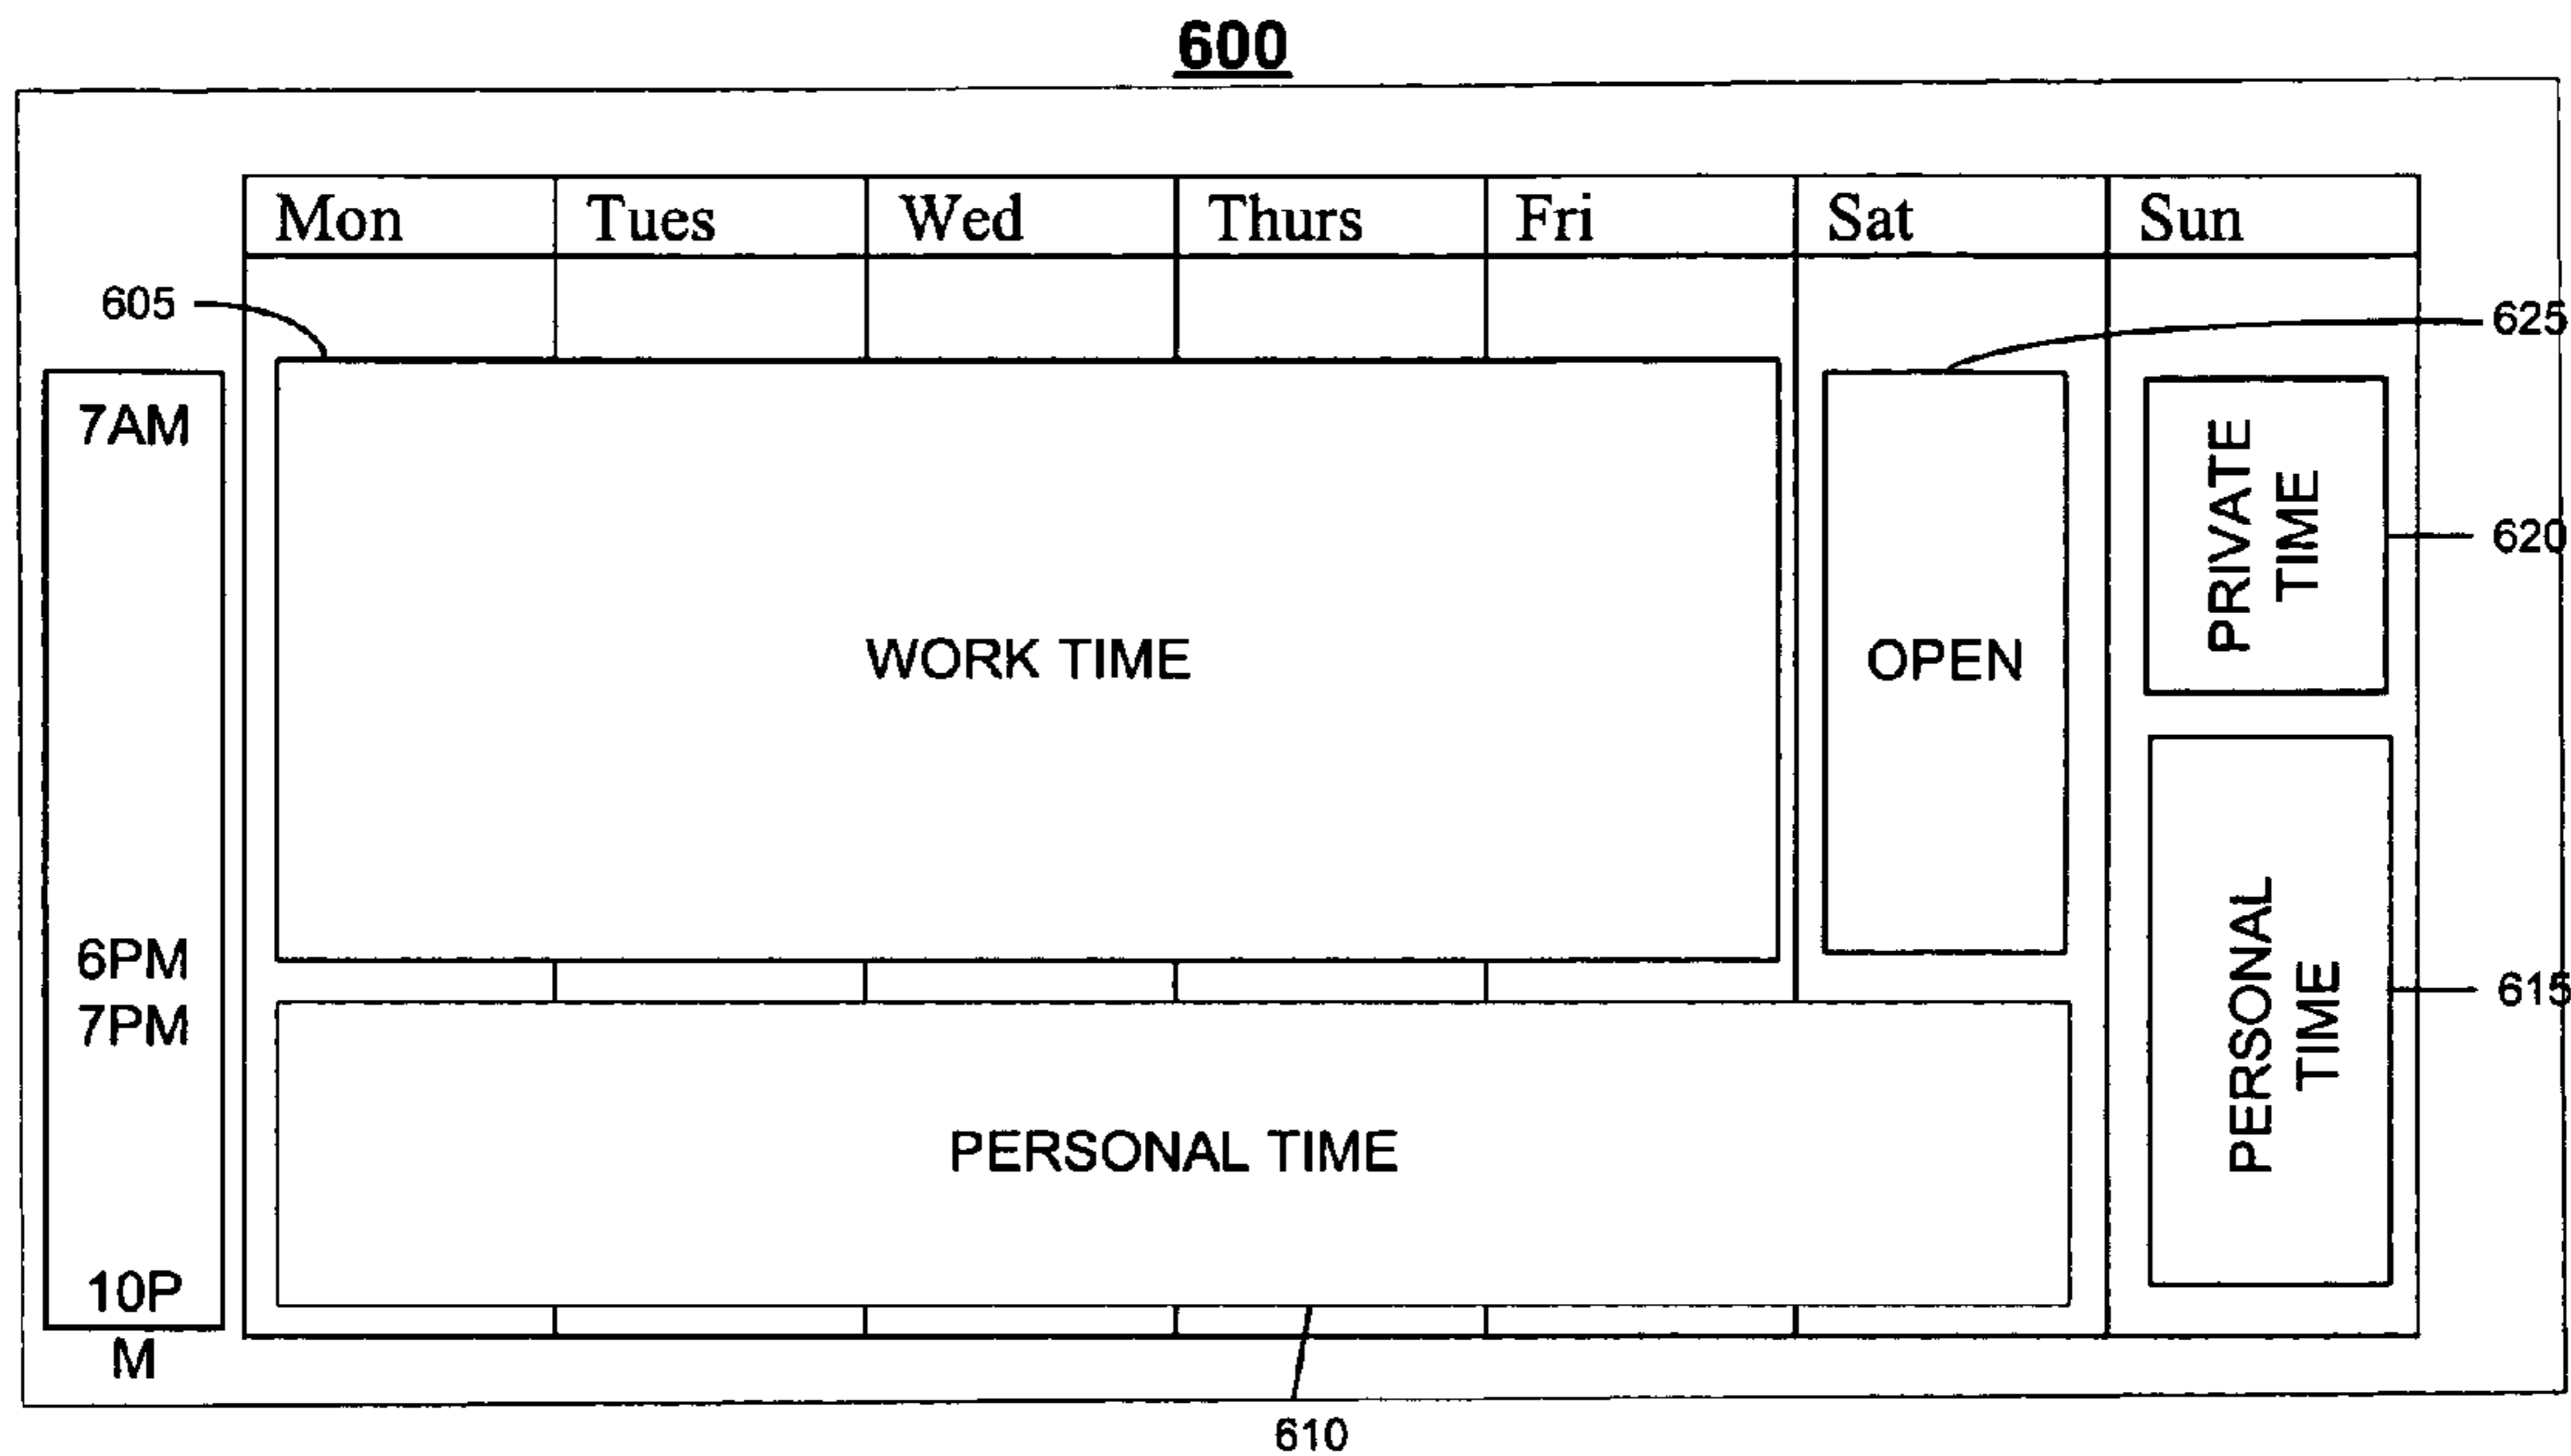 600
Mon Tues Wed Thurs Fri Sat Sun
605
625
7AM
PRIVATE
TIME
620
WORK TIME
OPEN
6PM
7PM
PERSONAL
TIME
615
PERSONAL TIME
10P
M
610